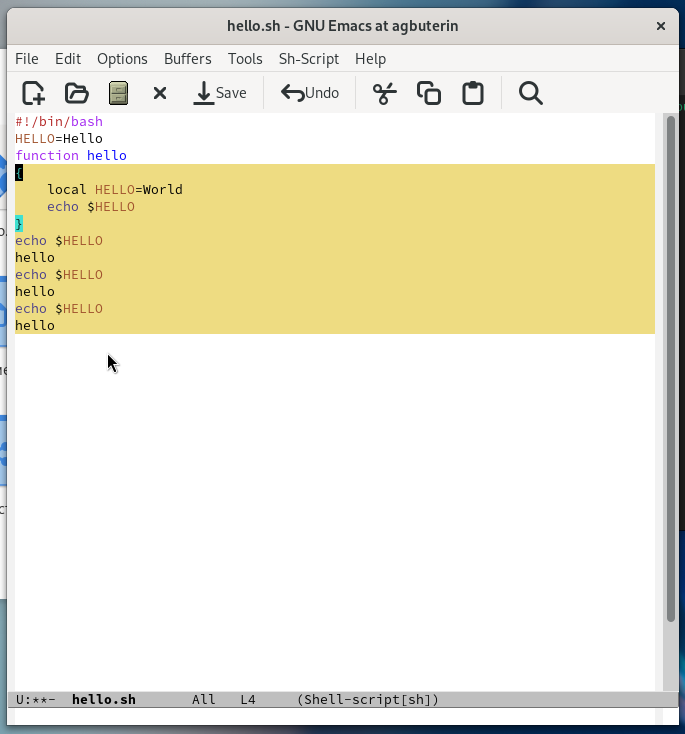 hello.sh - GNU Emacs at agbuterin
File Edit Options Buffers Tools Sh-Script Help
Save Undo
#!/bin/bash
HELLO=Hello
function hello
{
    local HELLO=World
    echo $HELLO
}
echo $HELLO
hello
echo $HELLO
hello
echo $HELLO
hello
U:**-  hello.sh       All   L4     (Shell-script[sh])